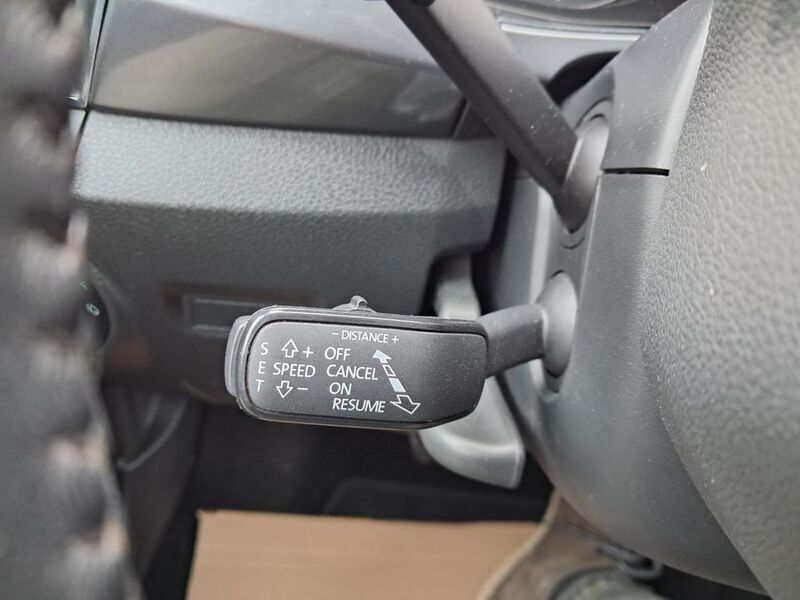 − DISTANCE +
S + OFF
E SPEED CANCEL
T − ON
RESUME